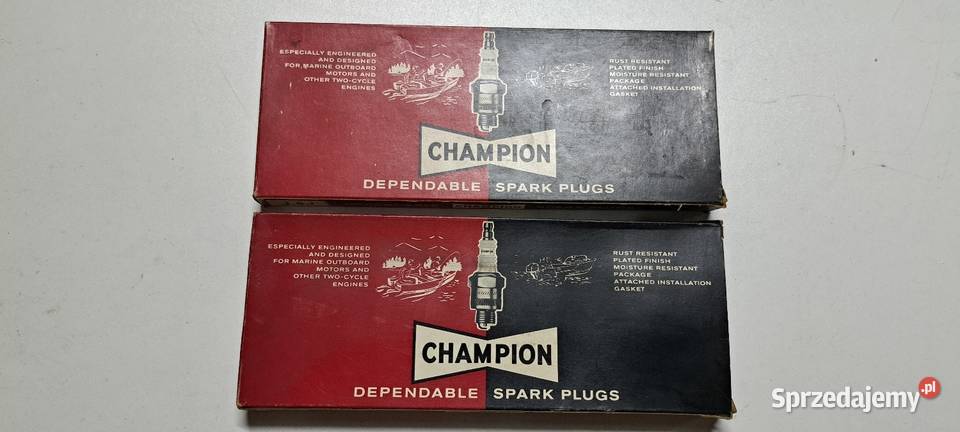 ESPECIALLY ENGINEERED
AND DESIGNED
FOR MARINE OUTBOARD
MOTORS AND
OTHER TWO-CYCLE
ENGINES
RUST RESISTANT
PLATED FINISH
MOISTURE RESISTANT
PACKAGE
ATTACHED INSTALLATION
GASKET
CHAMPION
DEPENDABLE SPARK PLUGS
CHAMPION
ESPECIALLY ENGINEERED
AND DESIGNED
FOR MARINE OUTBOARD
MOTORS AND
OTHER TWO-CYCLE
ENGINES
RUST RESISTANT
PLATED FINISH
MOISTURE RESISTANT
PACKAGE
ATTACHED INSTALLATION
GASKET
CHAMPION
DEPENDABLE SPARK PLUGS
Sprzedajemy.pl